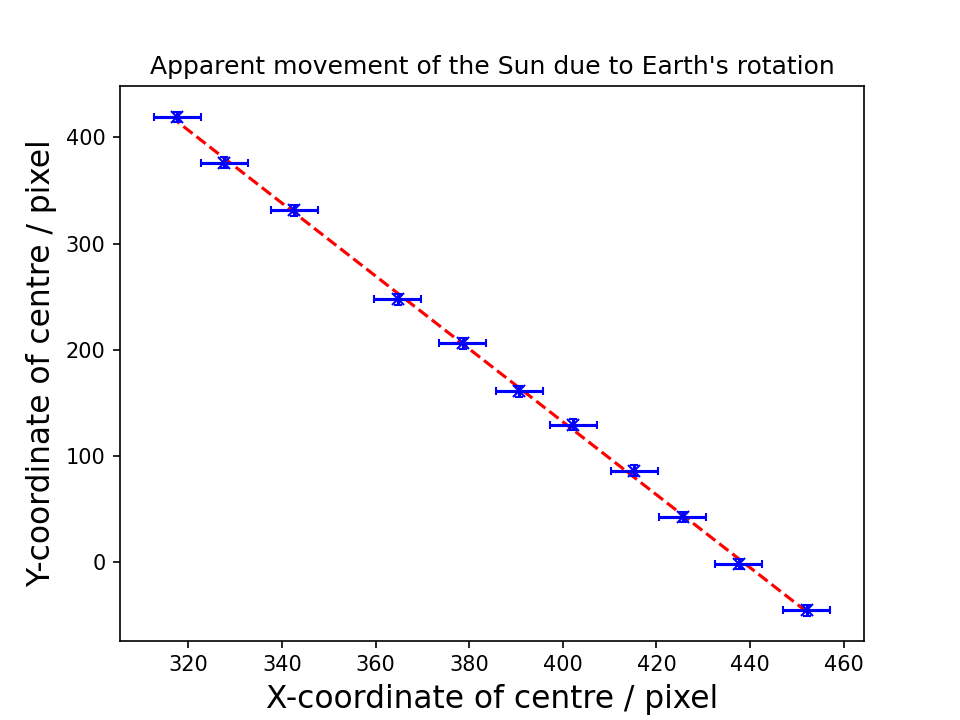 Apparent movement of the Sun due to Earth's rotation
Y-coordinate of centre / pixel
400
300
200
100
0
320 340 360 380 400 420 440 460
X-coordinate of centre / pixel